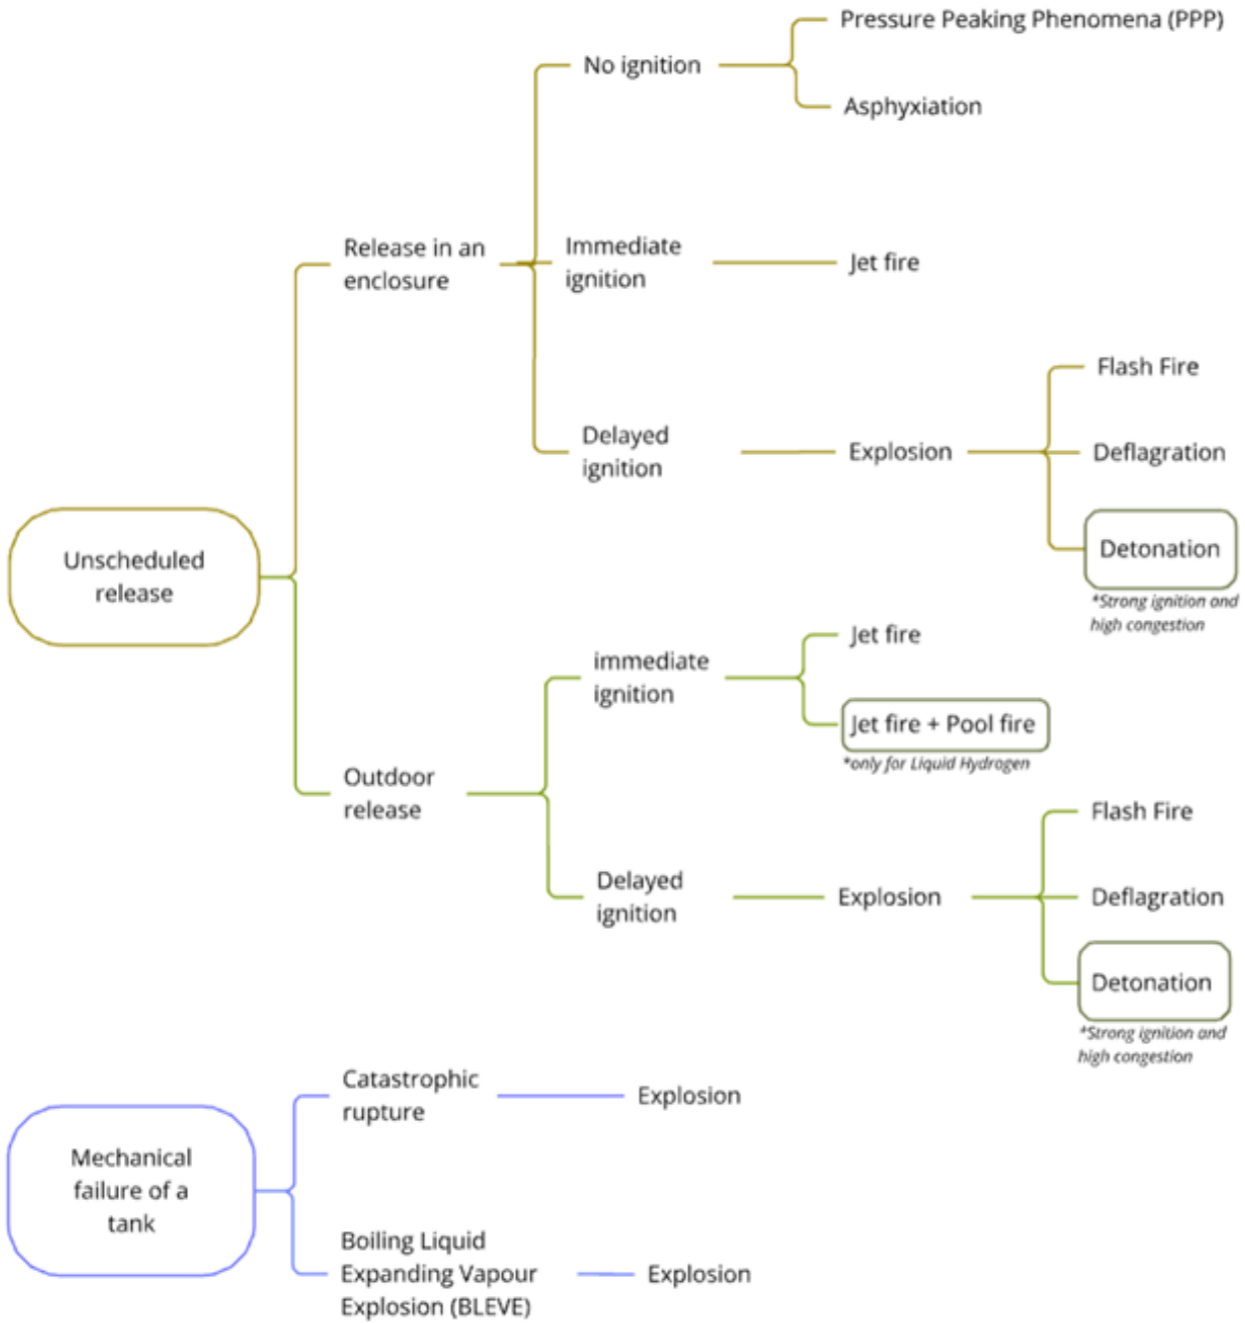 Pressure Peaking Phenomena (PPP)
No ignition
Asphyxiation
Release in an
enclosure
Immediate
ignition
Jet fire
Flash Fire
Delayed
ignition
Explosion
Deflagration
Detonation
*Strong ignition and
high congestion
Unscheduled
release
Jet fire
immediate
ignition
Jet fire + Pool fire
*only for Liquid Hydrogen
Outdoor
release
Flash Fire
Delayed
ignition
Explosion
Deflagration
Detonation
*Strong ignition and
high congestion
Catastrophic
rupture
Explosion
Mechanical
failure of a
tank
Boiling Liquid
Expanding Vapour
Explosion (BLEVE)
Explosion